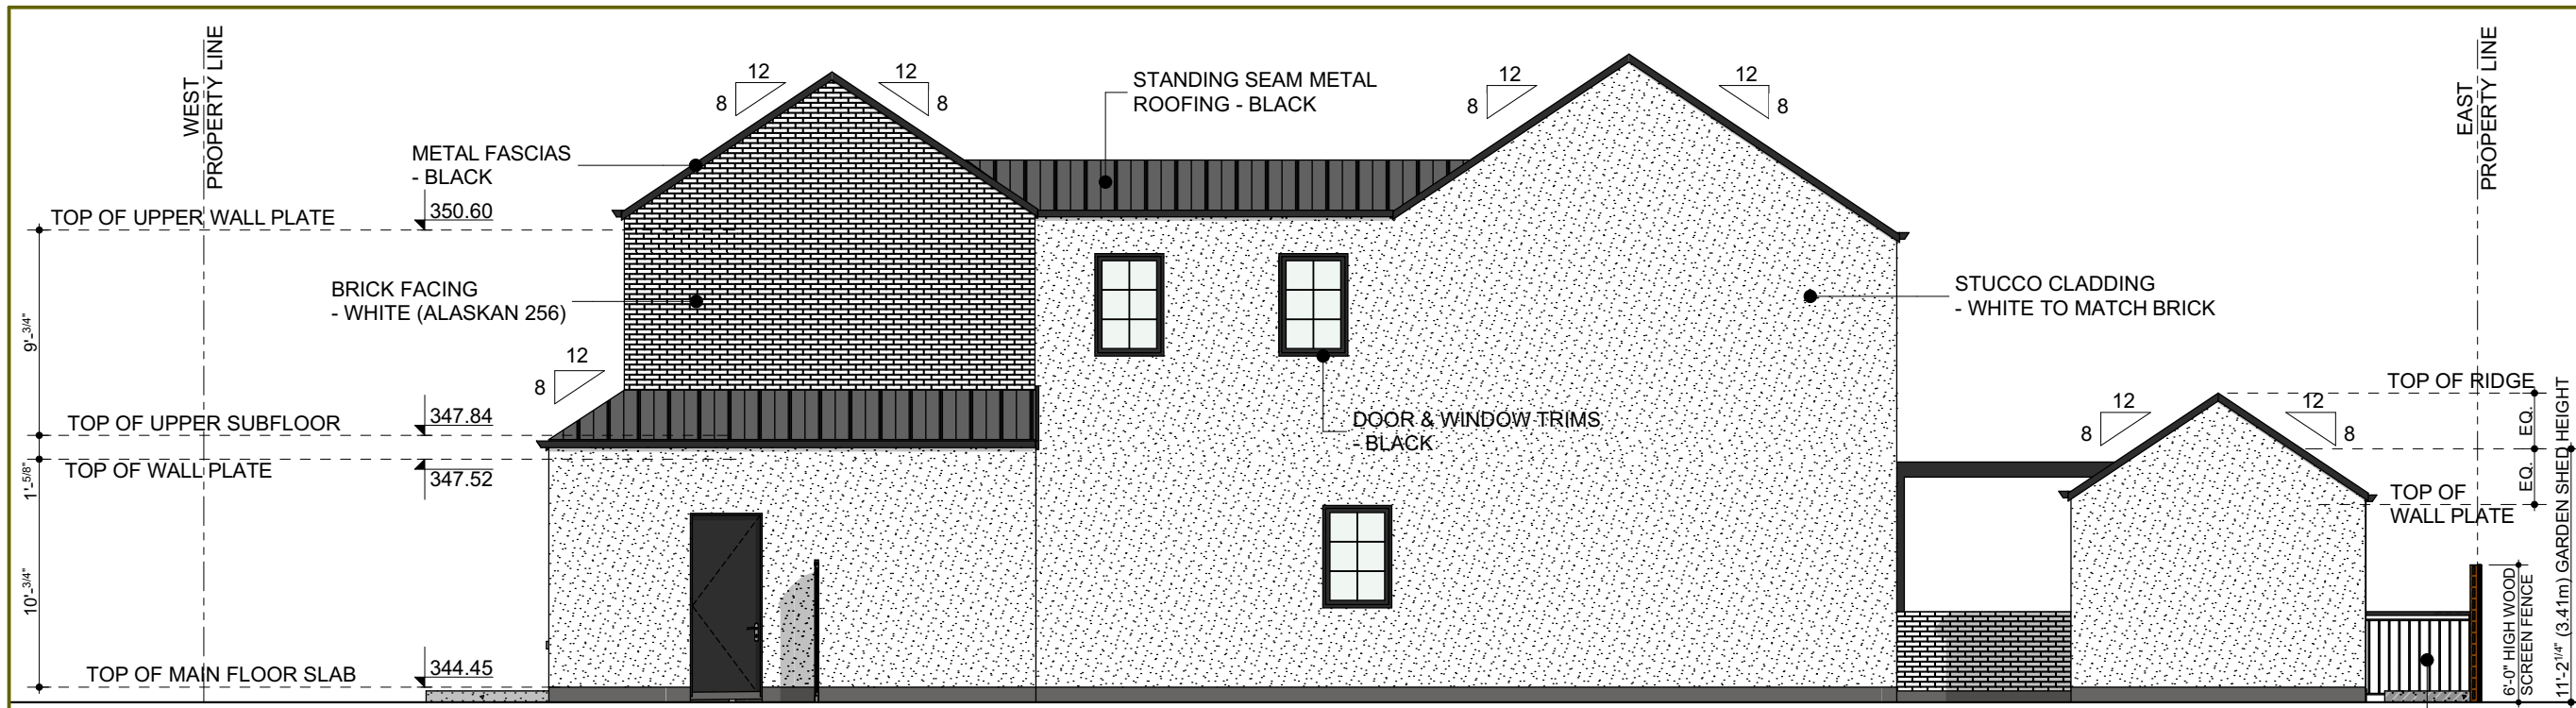 WEST
PROPERTY LINE
12
8
12
8
STANDING SEAM METAL
ROOFING - BLACK
12
8
12
8
EAST
PROPERTY LINE
METAL FASCIAS
- BLACK
TOP OF UPPER WALL PLATE
350.60
BRICK FACING
- WHITE (ALASKAN 256)
STUCCO CLADDING
- WHITE TO MATCH BRICK
9'-3/4"
12
8
TOP OF UPPER SUBFLOOR
347.84
DOOR & WINDOW TRIMS
- BLACK
TOP OF RIDGE
12
8
12
8
EQ.
EQ.
TOP OF WALL PLATE
347.52
1'-5/8"
TOP OF
WALL PLATE
10'-3/4"
TOP OF MAIN FLOOR SLAB
344.45
6'-0" HIGH WOOD
SCREEN FENCE
11'-2 1/4" (3.41m) GARDEN SHED HEIGHT